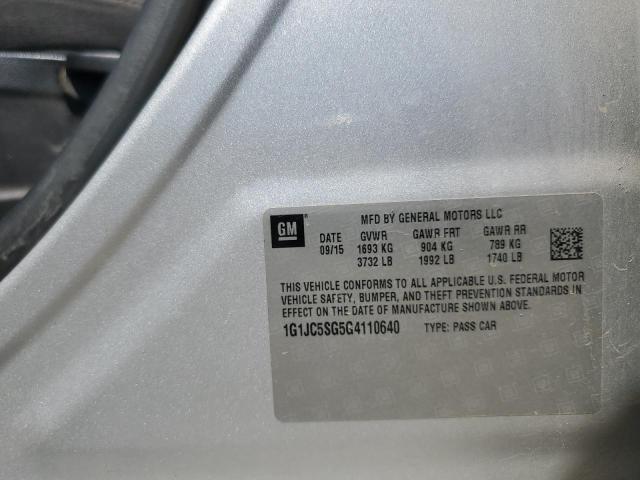 GM
MFD BY GENERAL MOTORS LLC
DATE GVWR GAWR FRT GAWR RR
09/15 1693 KG 904 KG 789 KG
3732 LB 1992 LB 1740 LB
THIS VEHICLE CONFORMS TO ALL APPLICABLE U.S. FEDERAL MOTOR
VEHICLE SAFETY, BUMPER, AND THEFT PREVENTION STANDARDS IN
EFFECT ON THE DATE OF MANUFACTURE SHOWN ABOVE.
1G1JC5SG5G4110640 TYPE: PASS CAR